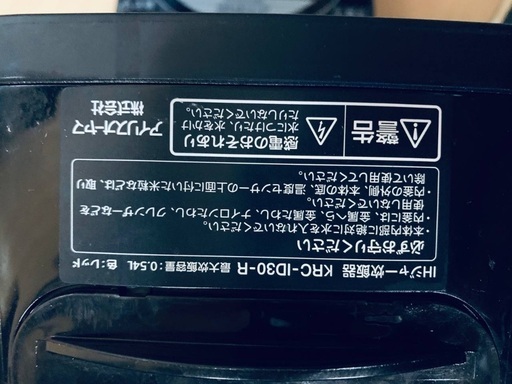 IHジャー炊飯器 KRC-ID30-R 最大炊飯容量：0.54L 色：レッド
必ずお守りください
・本体内部に絶対に水を入れないでください。
・内釜には、金属へら、金属たわし、ナイロンたわし、クレンザーなどを
使用しないでください。
・内釜の外側、本体の底、温度センサーの上面に付いた米粒などは、取り
除いて使用してください。
警告
感電のおそれあり
水につけたり、水をかけ
たりしないでください。
アイリスオーヤマ
株式会社